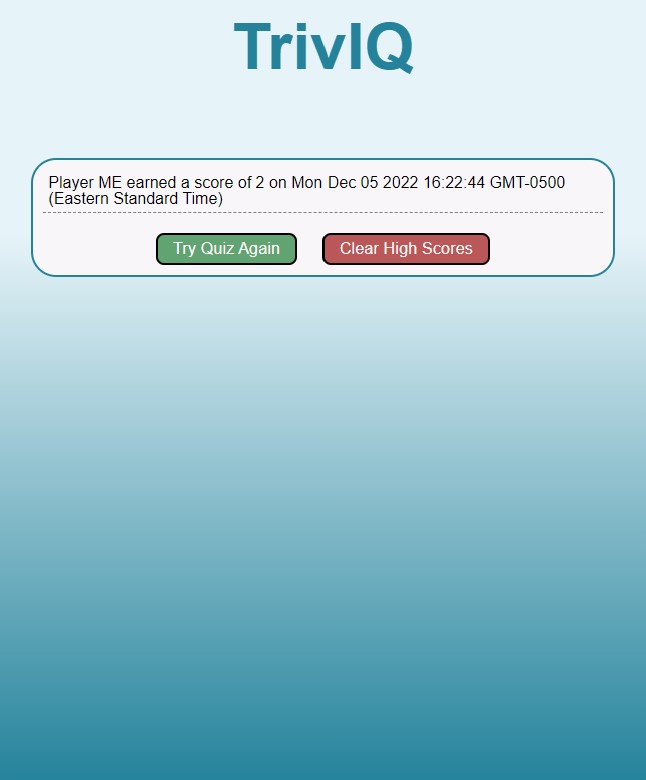 TrivIQ
Player ME earned a score of 2 on Mon Dec 05 2022 16:22:44 GMT-0500
(Eastern Standard Time)
Try Quiz Again
Clear High Scores